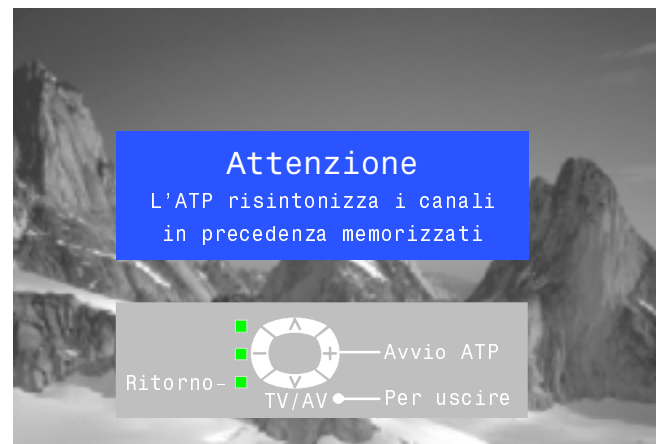 Attenzione
L'ATP risintonizza i canali
in precedenza memorizzati
Avvio ATP
Ritorno
TV/AV Per uscire